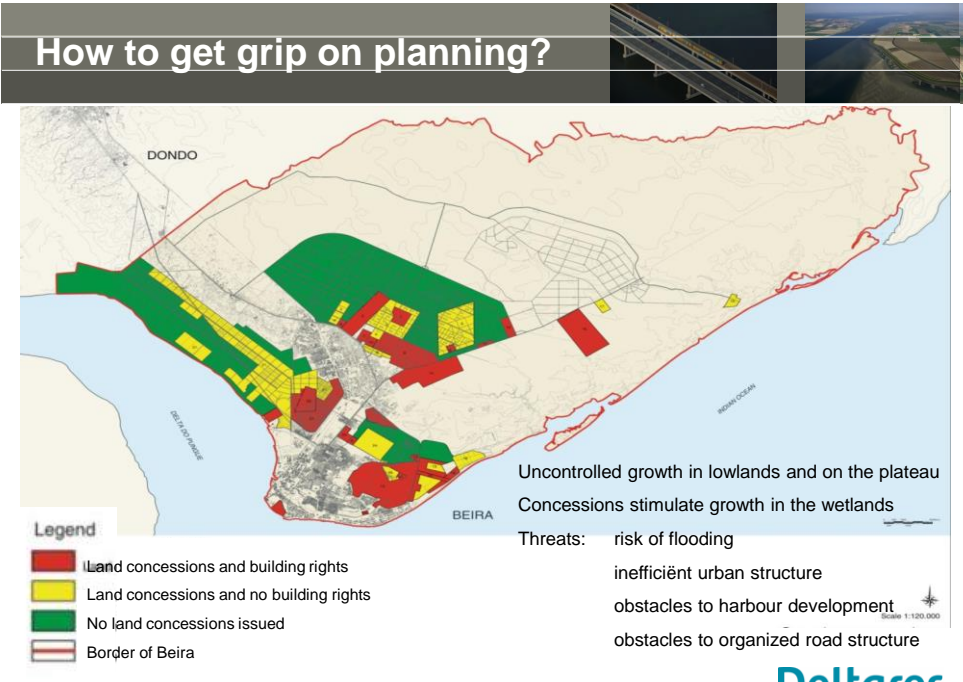 How to get grip on planning?
DONDO
DELTA DO PUNGUE
INDIAN OCEAN
BEIRA
Uncontrolled growth in lowlands and on the plateau
Concessions stimulate growth in the wetlands
Threats: risk of flooding
inefficiënt urban structure
obstacles to harbour development
obstacles to organized road structure
Scale 1:120.000
Legend
Land concessions and building rights
Land concessions and no building rights
No land concessions issued
Border of Beira
Deltares